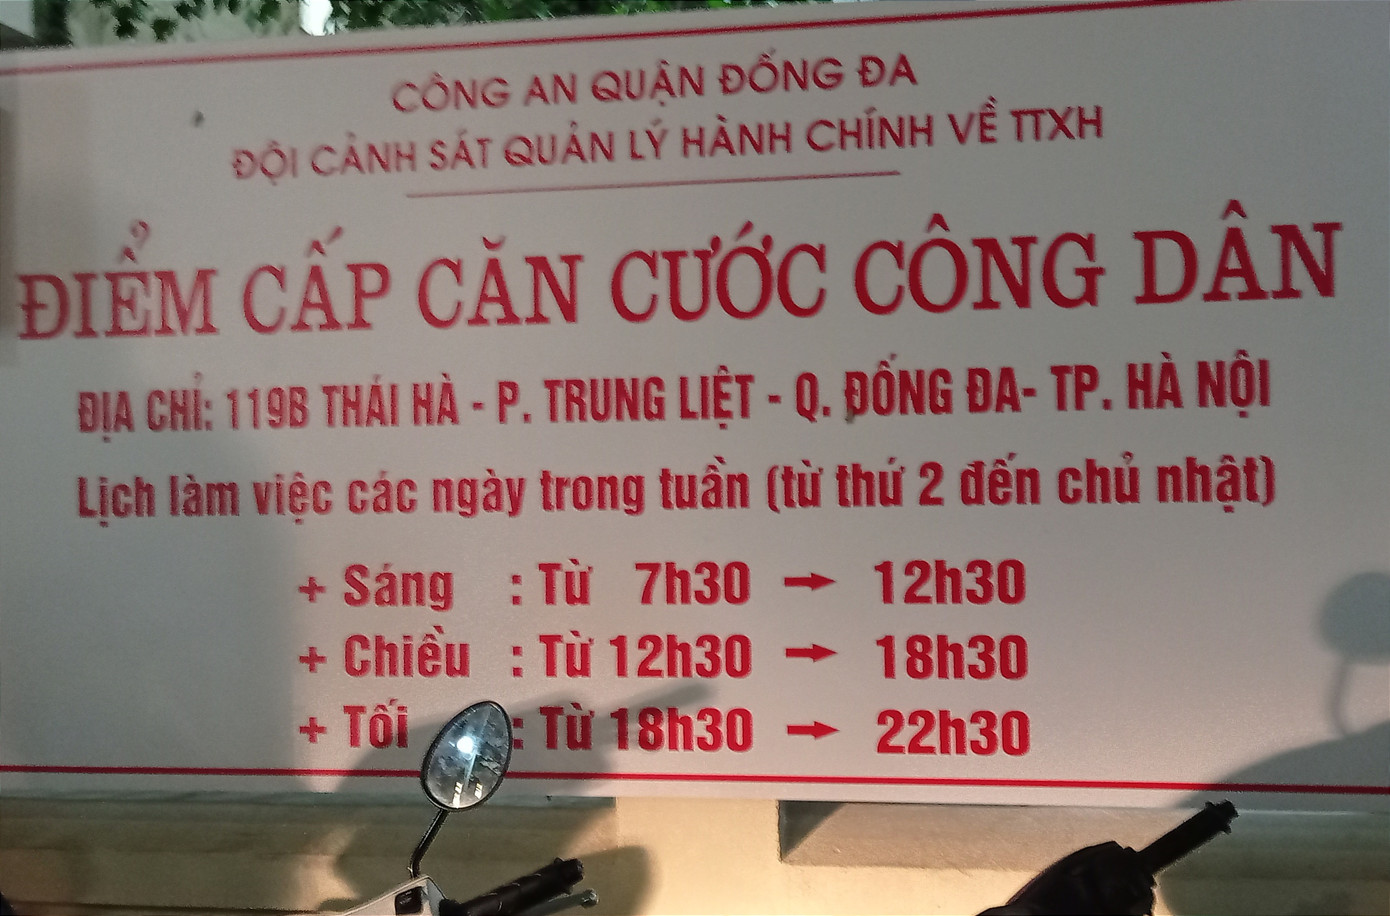 CÔNG AN QUẬN ĐỐNG ĐA
ĐỘI CẢNH SÁT QUẢN LÝ HÀNH CHÍNH VỀ TTXH
ĐIỂM CẤP CĂN CƯỚC CÔNG DÂN
ĐỊA CHỈ: 119B THÁI HÀ - P. TRUNG LIỆT - Q. ĐỐNG ĐA- TP. HÀ NỘI
Lịch làm việc các ngày trong tuần (từ thứ 2 đến chủ nhật)
+ Sáng : Từ 7h30 → 12h30
+ Chiều : Từ 12h30 → 18h30
+ Tối : Từ 18h30 → 22h30